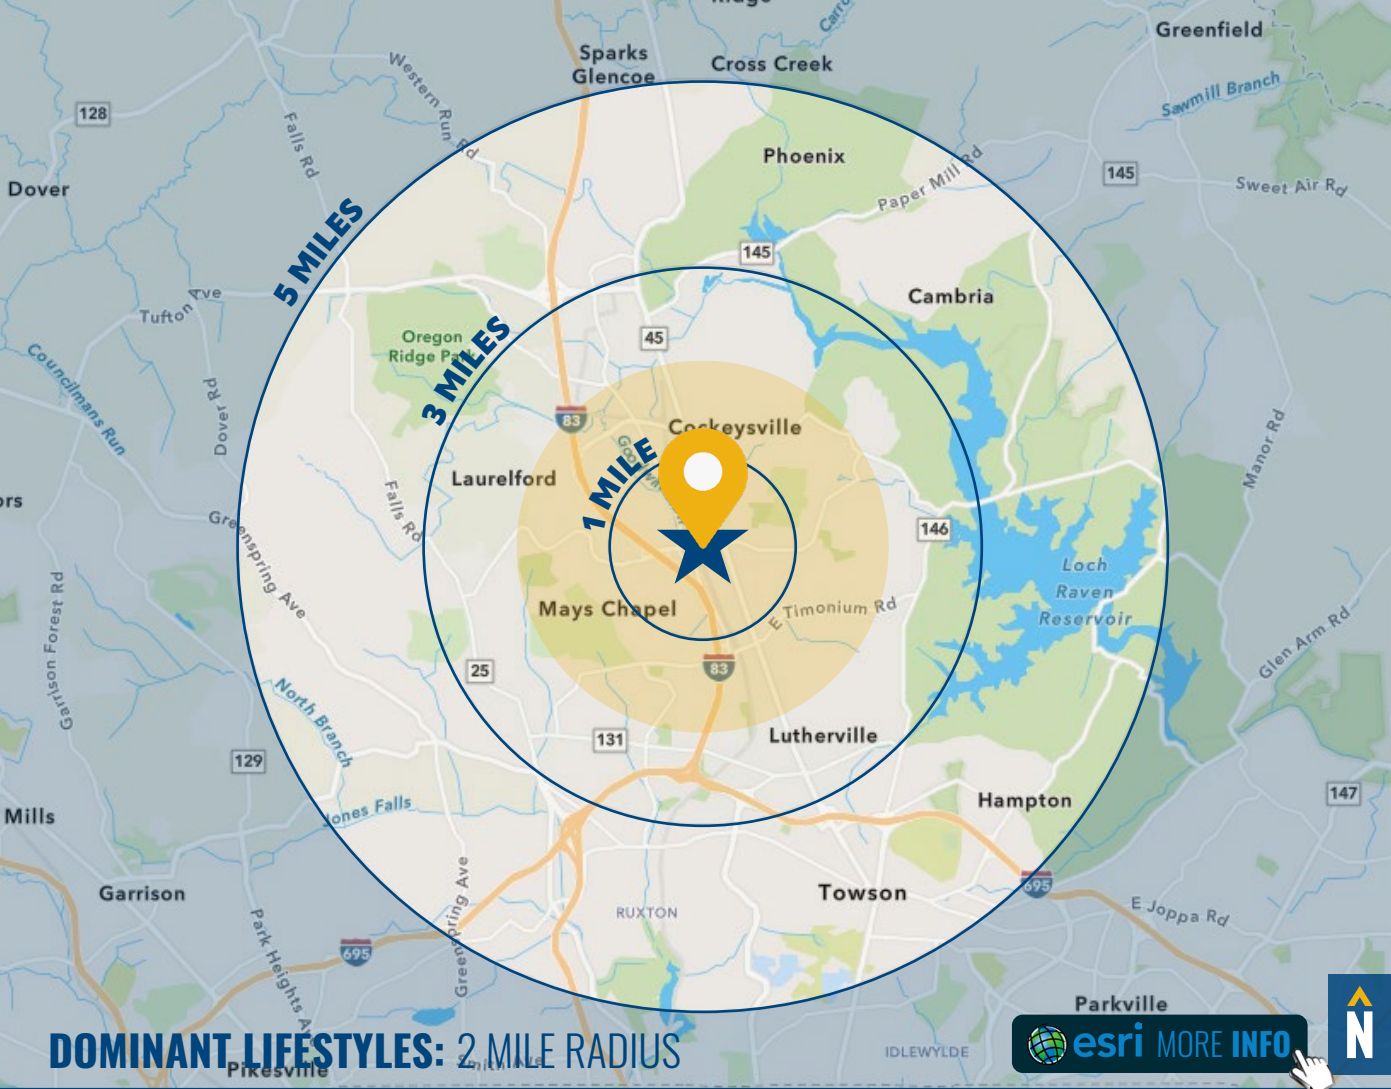 Sparks
Glencoe
Cross Creek
Greenfield
Sawmill Branch
Western Run Rd
128
Falls Rd
Phoenix
Paper Mill Rd
145
Sweet Air Rd
Dover
5 MILES
145
Tufton Ave
Cambria
Oregon
Ridge Park
3 MILES
45
Councilmans Run
Dover Rd
83
Cockeysville
Manor Rd
1 MILE
Laurelford
Falls Rd
ors
Greenspring Ave
146
Loch
Raven
Reservoir
Garrison Forest Rd
Mays Chapel
E Timonium Rd
Glen Arm Rd
25
83
North Branch
131
Lutherville
129
147
Mills
Jones Falls
Hampton
Garrison
Greenspring Ave
Towson
695
RUXTON
E Joppa Rd
Park Heights Ave
695
Parkville
N
DOMINANT LIFESTYLES: 2 MILE RADIUS
Smith Ave
Pikesville
IDLEWYLDE
esri MORE INFO